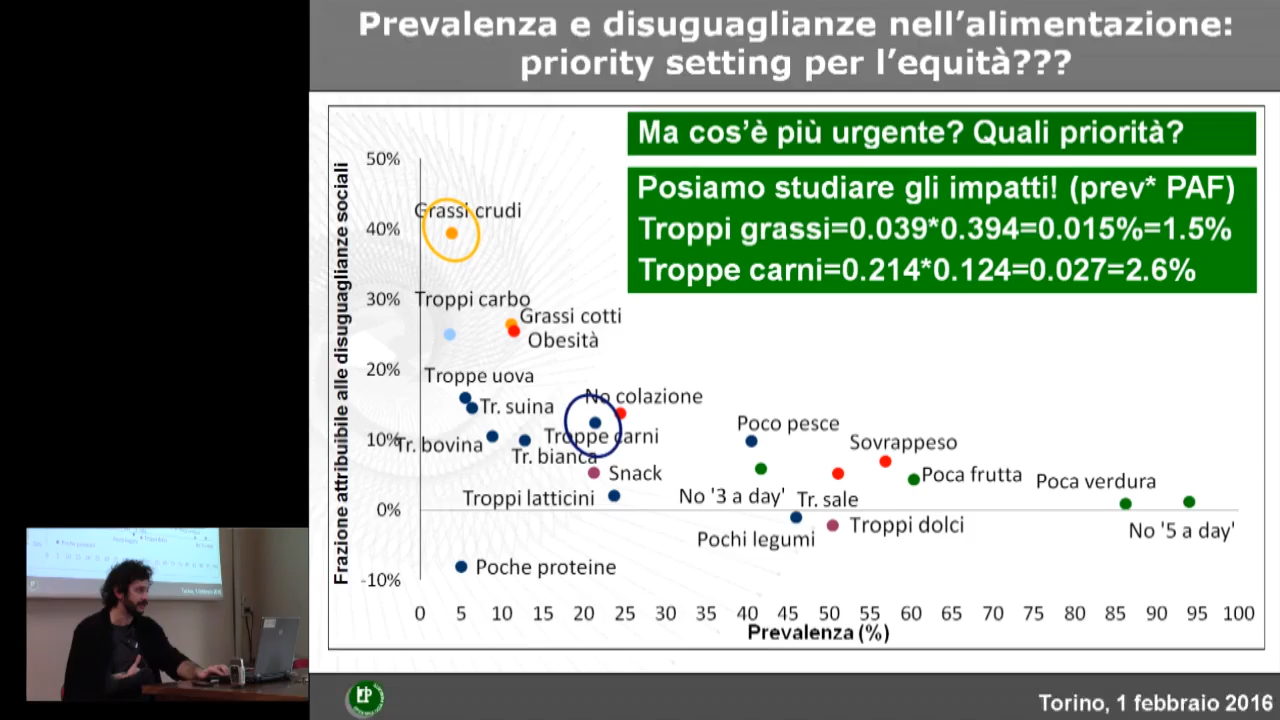 Prevalenza e disuguaglianze nell'alimentazione:
priority setting per l'equità???
Ma cos'è più urgente? Quali priorità?
Posiamo studiare gli impatti! (prev* PAF)
Troppi grassi=0.039*0.394=0.015%=1.5%
Troppe carni=0.214*0.124=0.027=2.6%
Frazione attribuibile alle disuguaglianze sociali
50%
40%
30%
20%
10%
0%
-10%
Grassi crudi
Troppi carbo
Grassi cotti
Obesità
Troppe uova
Tr. suina
No colazione
Tr. bovina
Troppe carni
Tr. bianca
Snack
Troppi latticini
Poco pesce
Sovrappeso
Poca frutta
Poca verdura
No '3 a day'
Tr. sale
Pochi legumi
Troppi dolci
No '5 a day'
Poche proteine
0 5 10 15 20 25 30 35 40 45 50 55 60 65 70 75 80 85 90 95 100
Prevalenza (%)
Torino, 1 febbraio 2016